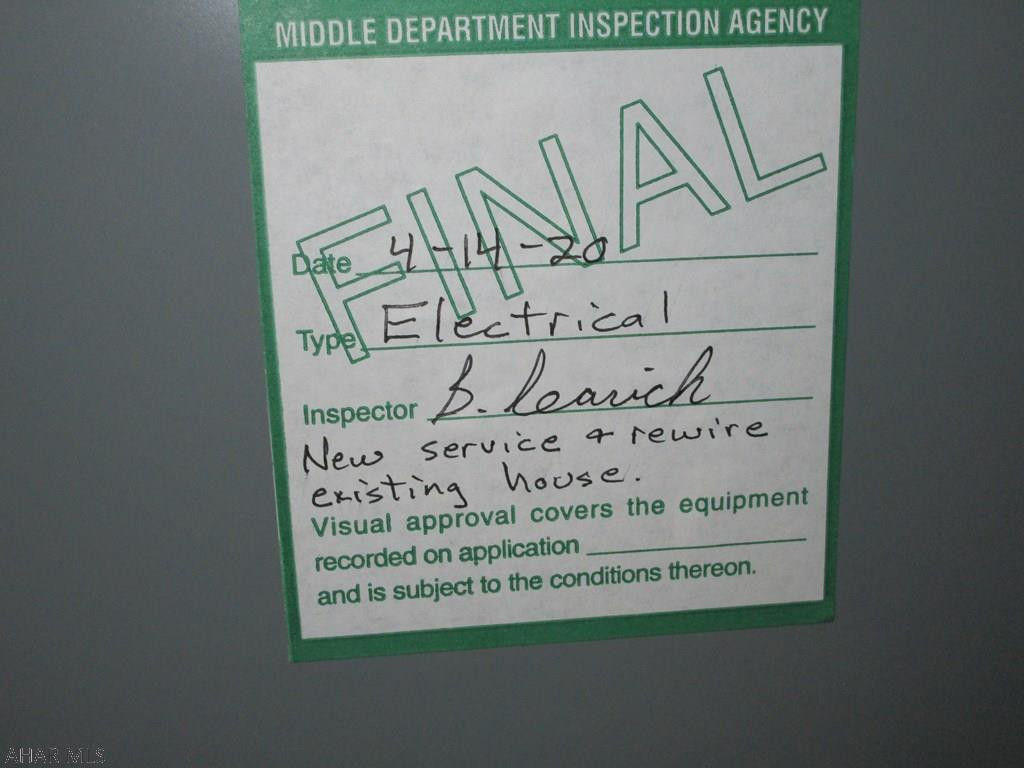 MIDDLE DEPARTMENT INSPECTION AGENCY
FINAL
Date 4-14-20
Type Electrical
Inspector B. Learich
New service & rewire
existing house.
Visual approval covers the equipment
recorded on application
and is subject to the conditions thereon.
AHAR MLS